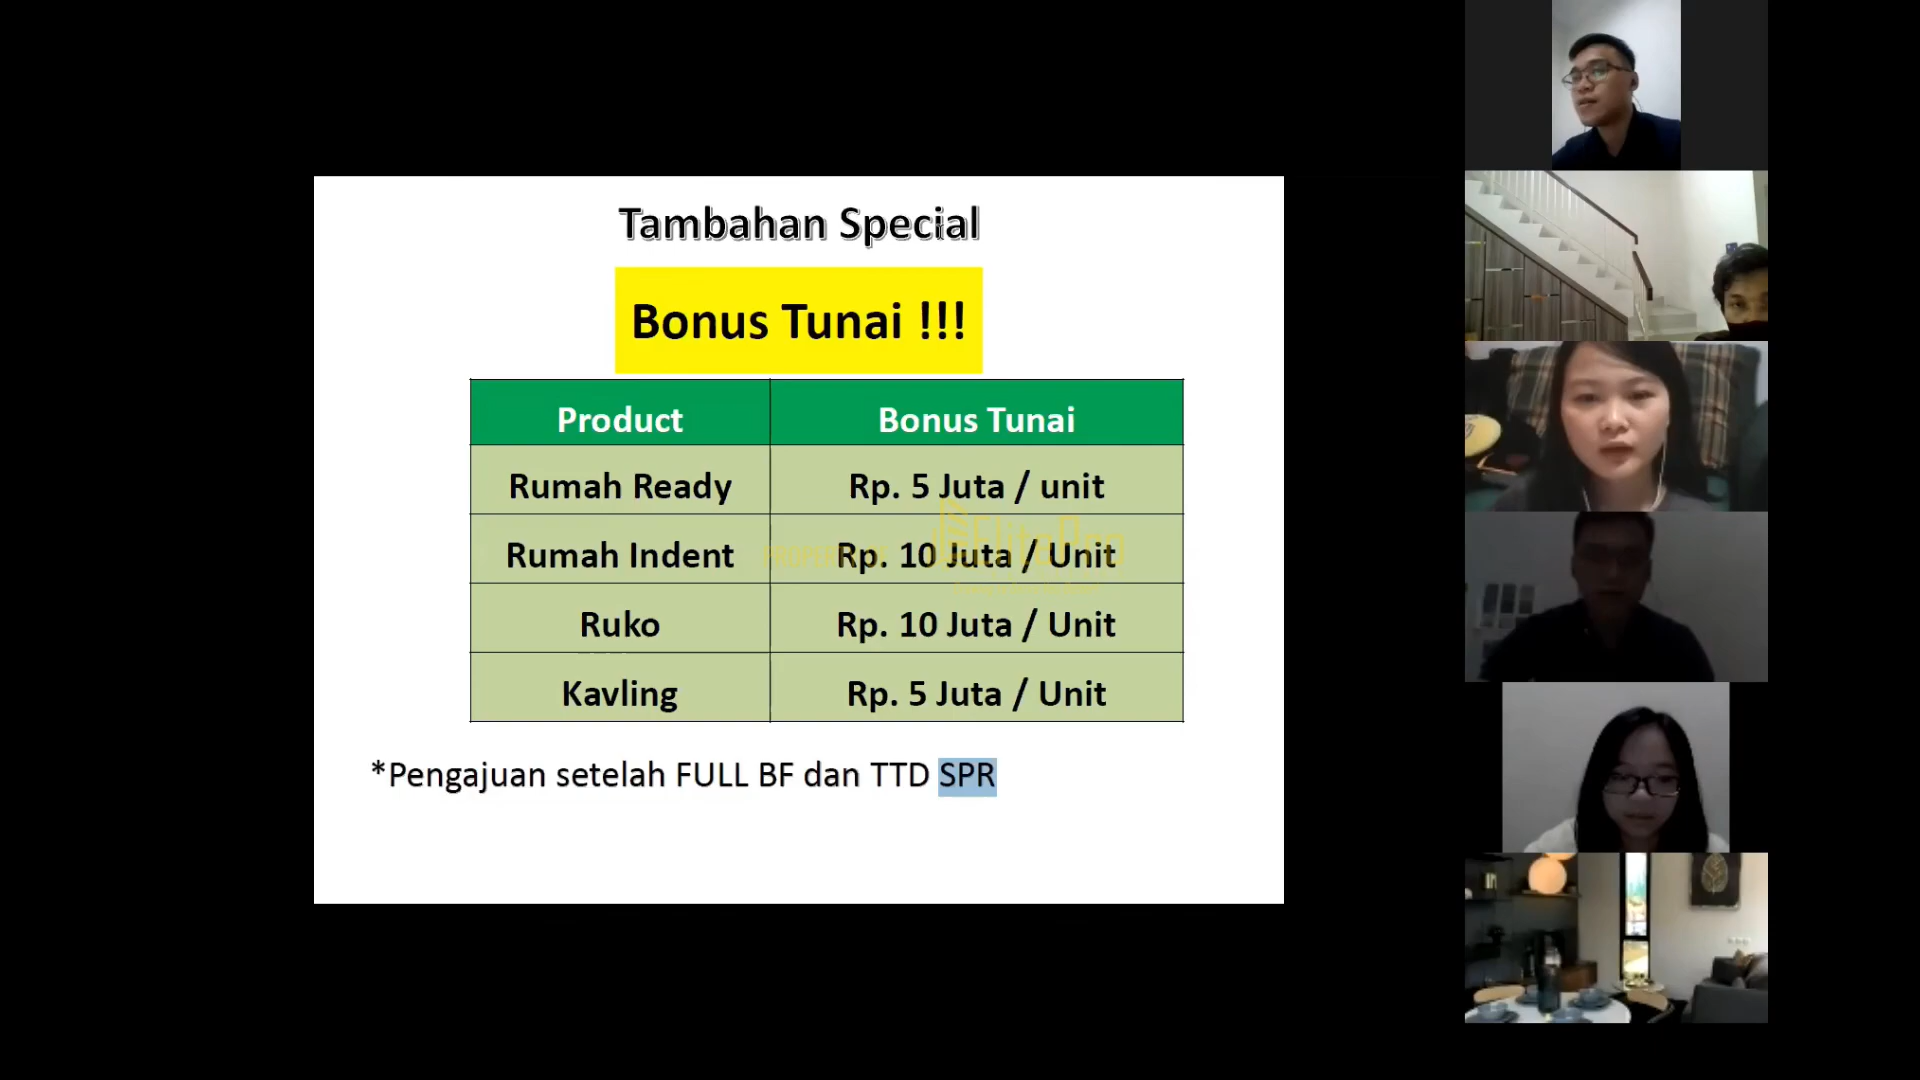 Tambahan Special
Bonus Tunai !!!
Product Bonus Tunai
Rumah Ready Rp. 5 Juta / unit
Rumah Indent Rp. 10 Juta / Unit
Ruko Rp. 10 Juta / Unit
Kavling Rp. 5 Juta / Unit
*Pengajuan setelah FULL BF dan TTD SPR
ElitePro